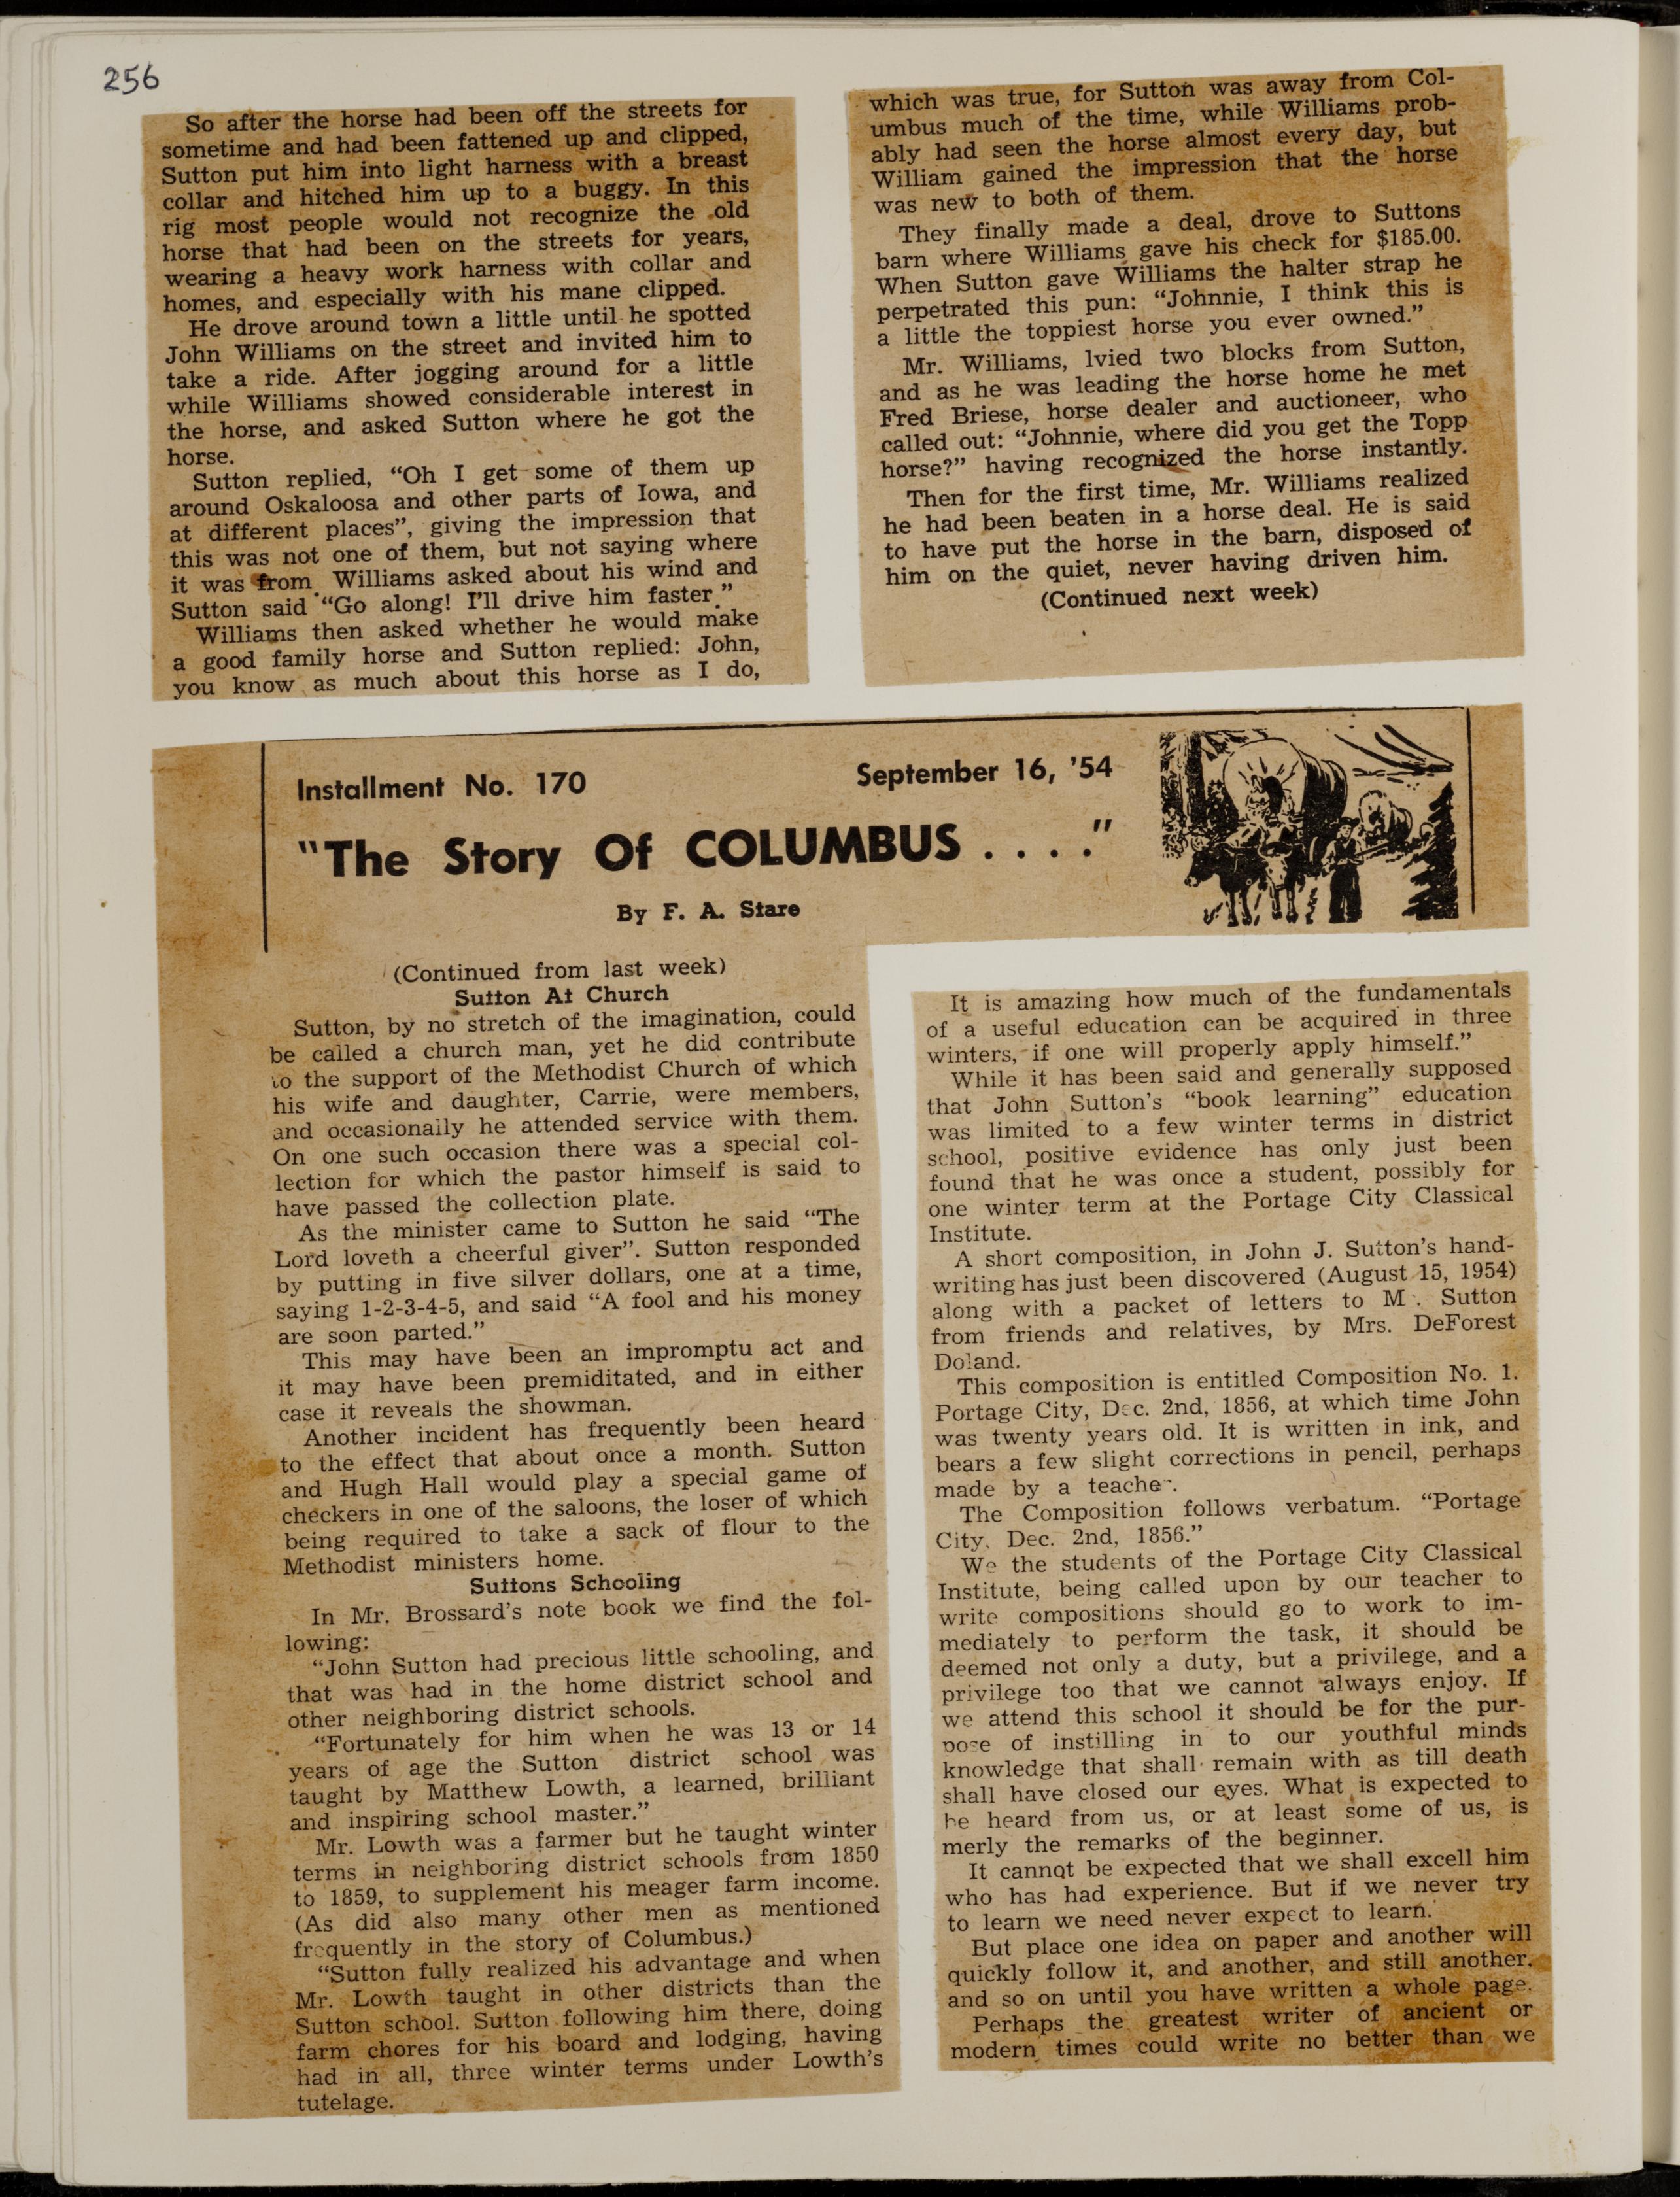 256
So after the horse had been off the streets for
sometime and had been fattened up and clipped,
Sutton put him into light harness with a breast
collar and hitched him up to a buggy. In this
rig most people would not recognize the old
horse that had been on the streets for years,
wearing a heavy work harness with collar and
homes, and especially with his mane clipped.
He drove around town a little until he spotted
John Williams on the street and invited him to
take a ride. After jogging around for a little
while Williams showed considerable interest in
the horse, and asked Sutton where he got the
horse.
Sutton replied, “Oh I get some of them up
around Oskaloosa and other parts of Iowa, and
at different places”, giving the impression that
this was not one of them, but not saying where
it was from. Williams asked about his wind and
Sutton said “Go along! I’ll drive him faster.”
Williams then asked whether he would make
a good family horse and Sutton replied: John,
you know as much about this horse as I do,
which was true, for Sutton was away from Col-
umbus much of the time, while Williams prob-
ably had seen the horse almost every day, but
William gained the impression that the horse
was new to both of them.
They finally made a deal, drove to Suttons
barn where Williams gave his check for $185.00.
When Sutton gave Williams the halter strap he
perpetrated this pun: “Johnnie, I think this is
a little the toppiest horse you ever owned.”
Mr. Williams, lvied two blocks from Sutton,
and as he was leading the horse home he met
Fred Briese, horse dealer and auctioneer, who
called out: “Johnnie, where did you get the Topp
horse?” having recognized the horse instantly.
Then for the first time, Mr. Williams realized
he had been beaten in a horse deal. He is said
to have put the horse in the barn, disposed of
him on the quiet, never having driven him.
(Continued next week)
Installment No. 170
September 16, ’54
“The Story Of COLUMBUS . . . .”
By F. A. Stare
(Continued from last week)
Sutton At Church
Sutton, by no stretch of the imagination, could
be called a church man, yet he did contribute
to the support of the Methodist Church of which
his wife and daughter, Carrie, were members,
and occasionally he attended service with them.
On one such occasion there was a special col-
lection for which the pastor himself is said to
have passed the collection plate.
As the minister came to Sutton he said “The
Lord loveth a cheerful giver”. Sutton responded
by putting in five silver dollars, one at a time,
saying 1-2-3-4-5, and said “A fool and his money
are soon parted.”
This may have been an impromptu act and
it may have been premiditated, and in either
case it reveals the showman.
Another incident has frequently been heard
to the effect that about once a month. Sutton
and Hugh Hall would play a special game of
checkers in one of the saloons, the loser of which
being required to take a sack of flour to the
Methodist ministers home.
Suttons Schooling
In Mr. Brossard’s note book we find the fol-
lowing:
“John Sutton had precious little schooling, and
that was had in the home district school and
other neighboring district schools.
“Fortunately for him when he was 13 or 14
years of age the Sutton district school was
taught by Matthew Lowth, a learned, brilliant
and inspiring school master.”
Mr. Lowth was a farmer but he taught winter
terms in neighboring district schools from 1850
to 1859, to supplement his meager farm income.
(As did also many other men as mentioned
frequently in the story of Columbus.)
“Sutton fully realized his advantage and when
Mr. Lowth taught in other districts than the
Sutton school. Sutton following him there, doing
farm chores for his board and lodging, having
had in all, three winter terms under Lowth’s
tutelage.
It is amazing how much of the fundamentals
of a useful education can be acquired in three
winters, if one will properly apply himself.”
While it has been said and generally supposed
that John Sutton’s “book learning” education
was limited to a few winter terms in district
school, positive evidence has only just been
found that he was once a student, possibly for
one winter term at the Portage City Classical
Institute.
A short composition, in John J. Sutton’s hand-
writing has just been discovered (August 15, 1954)
along with a packet of letters to M . Sutton
from friends and relatives, by Mrs. DeForest
Doland.
This composition is entitled Composition No. 1.
Portage City, Dec. 2nd, 1856, at which time John
was twenty years old. It is written in ink, and
bears a few slight corrections in pencil, perhaps
made by a teacher.
The Composition follows verbatum. “Portage
City, Dec. 2nd, 1856.”
We the students of the Portage City Classical
Institute, being called upon by our teacher to
write compositions should go to work to im-
mediately to perform the task, it should be
deemed not only a duty, but a privilege, and a
privilege too that we cannot always enjoy. If
we attend this school it should be for the pur-
pose of instilling in to our youthful minds
knowledge that shall remain with as till death
shall have closed our eyes. What is expected to
be heard from us, or at least some of us, is
merly the remarks of the beginner.
It cannot be expected that we shall excell him
who has had experience. But if we never try
to learn we need never expect to learn.
But place one idea on paper and another will
quickly follow it, and another, and still another.
and so on until you have written a whole page.
Perhaps the greatest writer of ancient or
modern times could write no better than we